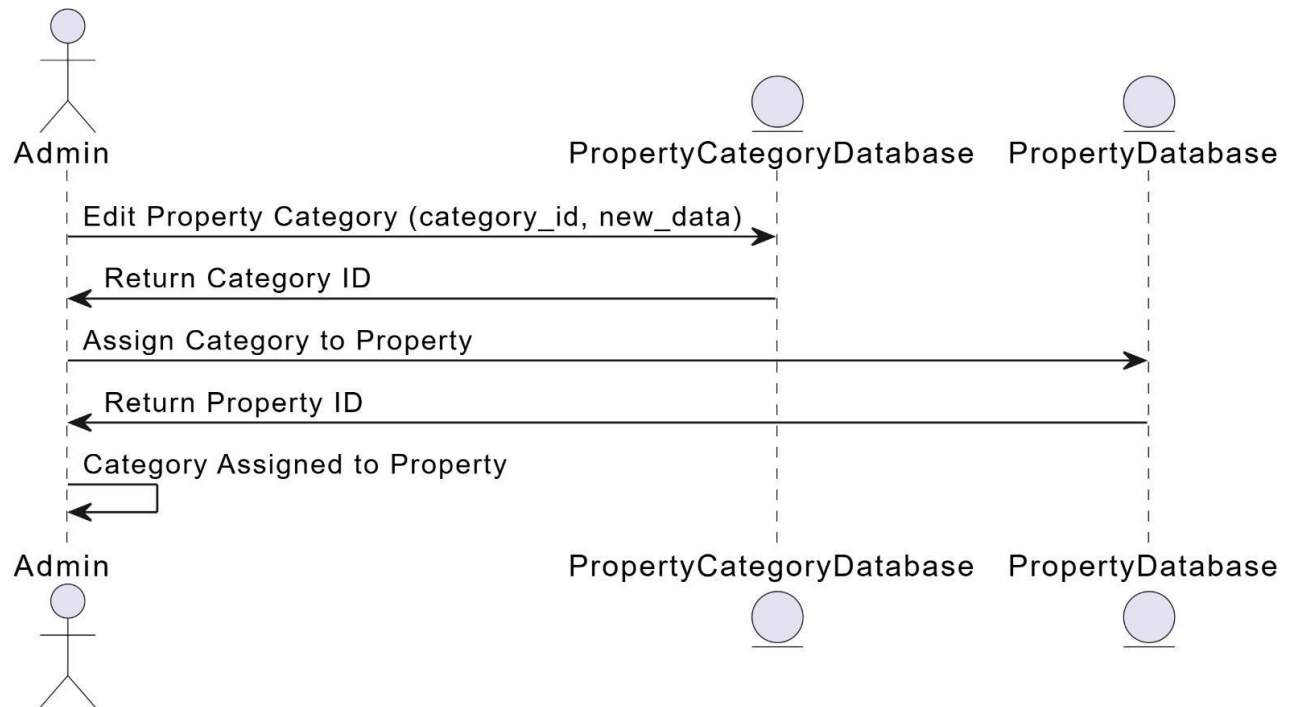 Admin
PropertyCategoryDatabase
PropertyDatabase
Edit Property Category (category_id, new_data)
Return Category ID
Assign Category to Property
Return Property ID
Category Assigned to Property
Admin
PropertyCategoryDatabase
PropertyDatabase